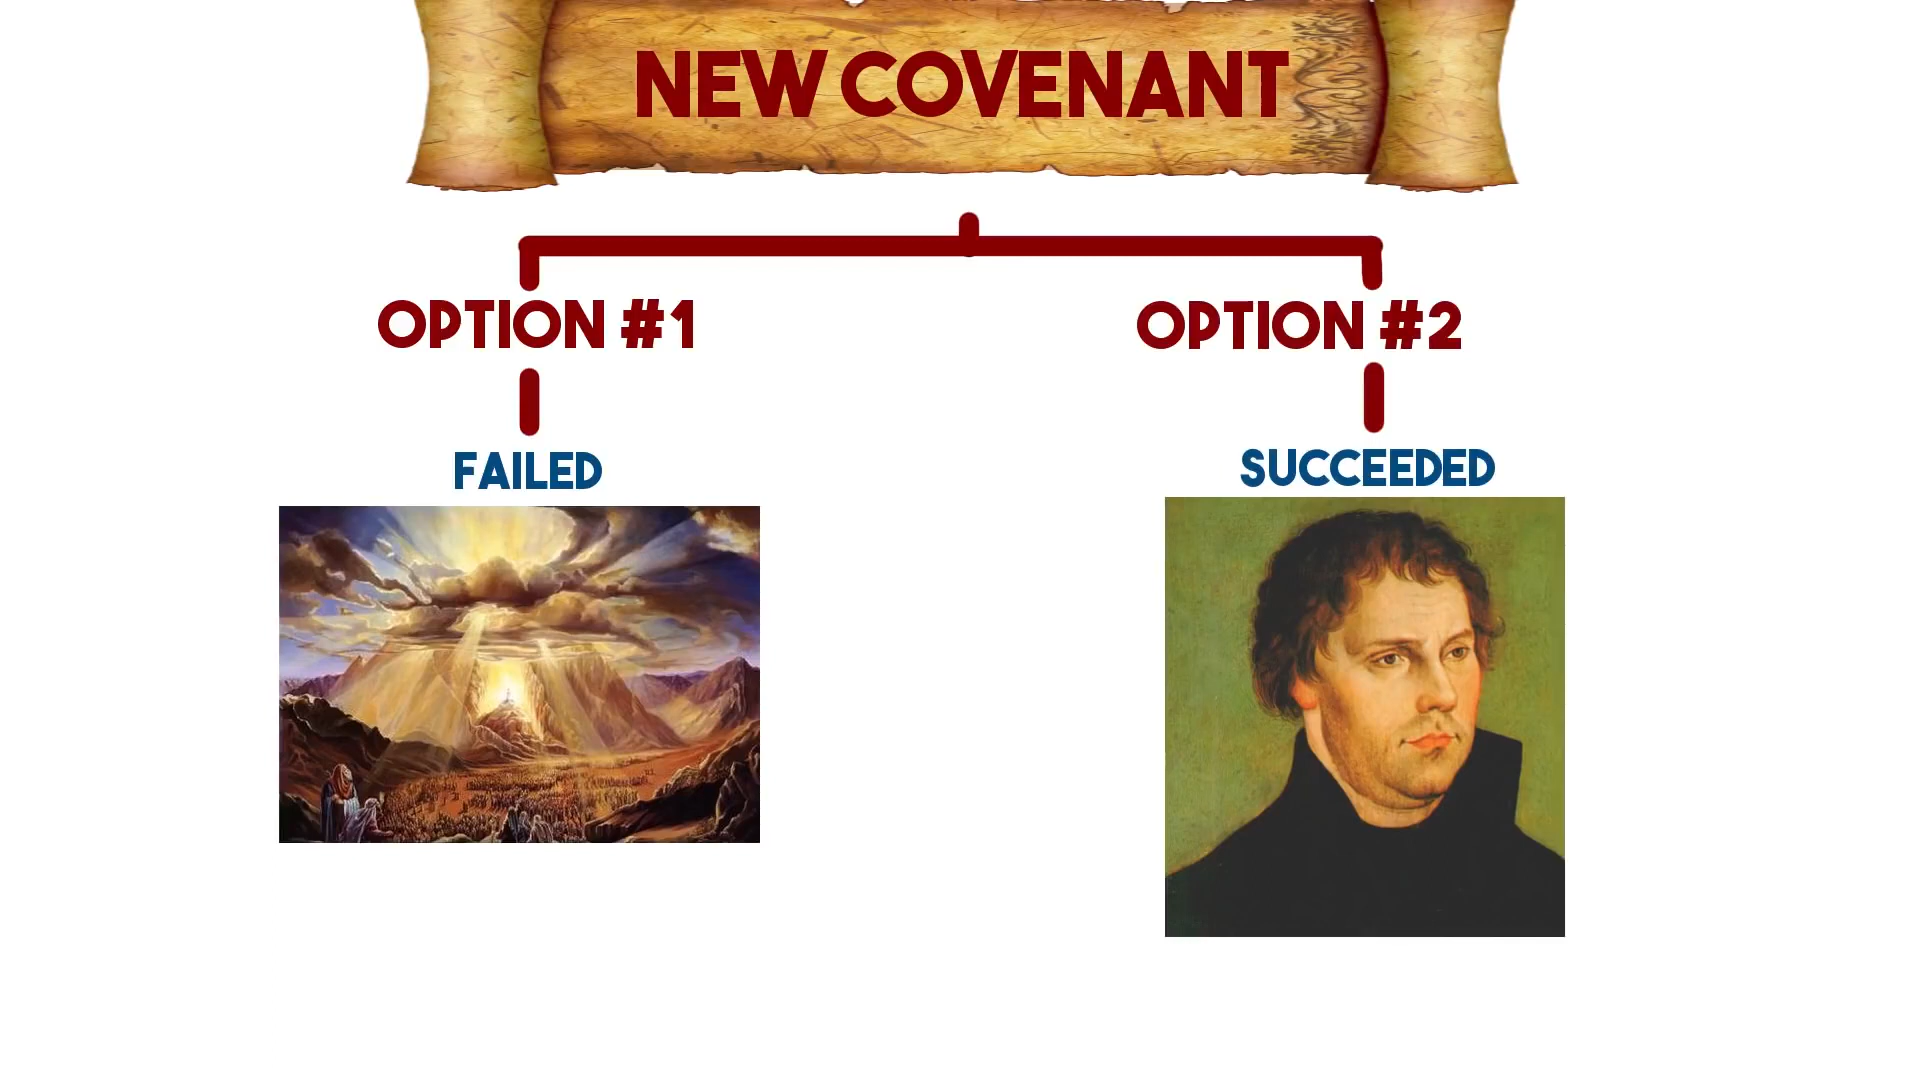 NEW COVENANT
OPTION #1
OPTION #2
FAILED
SUCCEEDED